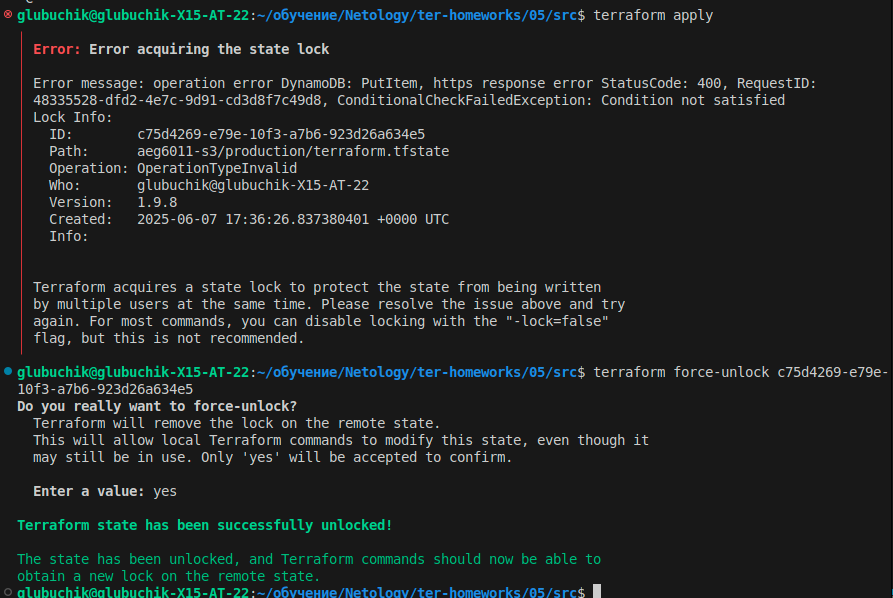 glubuchik@glubuchik-X15-AT-22:~/обучение/Netology/ter-homeworks/05/src$ terraform apply
Error: Error acquiring the state lock
Error message: operation error DynamoDB: PutItem, https response error StatusCode: 400, RequestID:
48335528-dfd2-4e7c-9d91-cd3d8f7c49d8, ConditionalCheckFailedException: Condition not satisfied
Lock Info:
ID: c75d4269-e79e-10f3-a7b6-923d26a634e5
Path: aeg6011-s3/production/terraform.tfstate
Operation: OperationTypeInvalid
Who: glubuchik@glubuchik-X15-AT-22
Version: 1.9.8
Created: 2025-06-07 17:36:26.837380401 +0000 UTC
Info:
Terraform acquires a state lock to protect the state from being written
by multiple users at the same time. Please resolve the issue above and try
again. For most commands, you can disable locking with the "-lock=false"
flag, but this is not recommended.
glubuchik@glubuchik-X15-AT-22:~/обучение/Netology/ter-homeworks/05/src$ terraform force-unlock c75d4269-e79e-
10f3-a7b6-923d26a634e5
Do you really want to force-unlock?
Terraform will remove the lock on the remote state.
This will allow local Terraform commands to modify this state, even though it
may still be in use. Only 'yes' will be accepted to confirm.
Enter a value: yes
Terraform state has been successfully unlocked!
The state has been unlocked, and Terraform commands should now be able to
obtain a new lock on the remote state.
glubuchik@glubuchik-X15-AT-22:~/обучение/Netology/ter-homeworks/05/src$